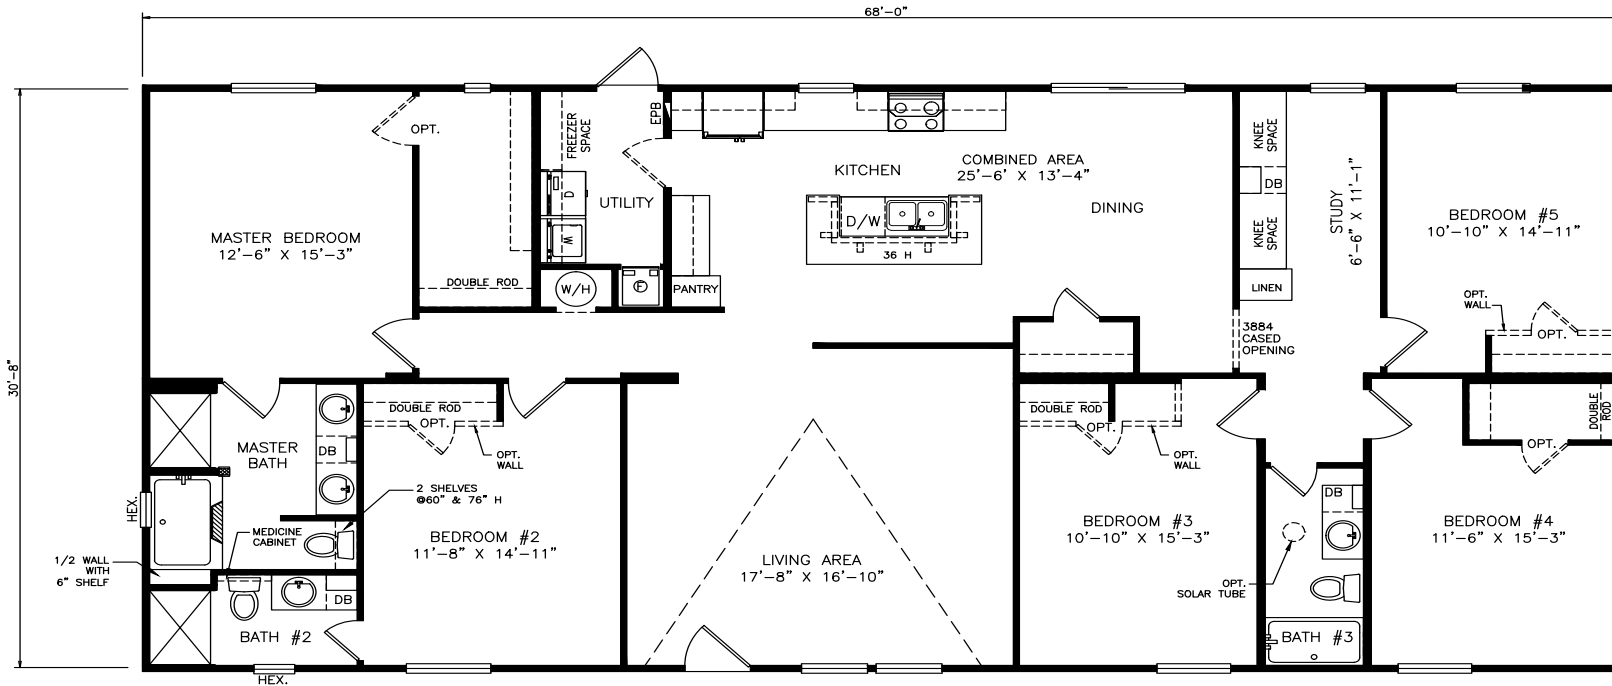 68'-0"
30'-8"
OPT.
FREEZER
SPACE
EPB
D
W
UTILITY
MASTER BEDROOM
12'-6" X 15'-3"
DOUBLE ROD
W/H
F
PANTRY
KITCHEN
COMBINED AREA
25'-6' X 13'-4"
DINING
D/W
36 H
KNEE
SPACE
DB
KNEE
SPACE
LINEN
STUDY
6'-6" X 11'-1"
3884
CASED
OPENING
BEDROOM #5
10'-10" X 14'-11"
OPT.
WALL
OPT.
MASTER
BATH
DB
DOUBLE ROD
OPT.
OPT.
WALL
2 SHELVES
@60" & 76" H
BEDROOM #2
11'-8" X 14'-11"
MEDICINE
CABINET
HEX.
1/2 WALL
WITH
6" SHELF
DB
BATH #2
HEX.
LIVING AREA
17'-8" X 16'-10"
DOUBLE ROD
OPT.
OPT.
WALL
BEDROOM #3
10'-10" X 15'-3"
OPT.
SOLAR TUBE
DB
BATH #3
DOUBLE
ROD
OPT.
BEDROOM #4
11'-6" X 15'-3"